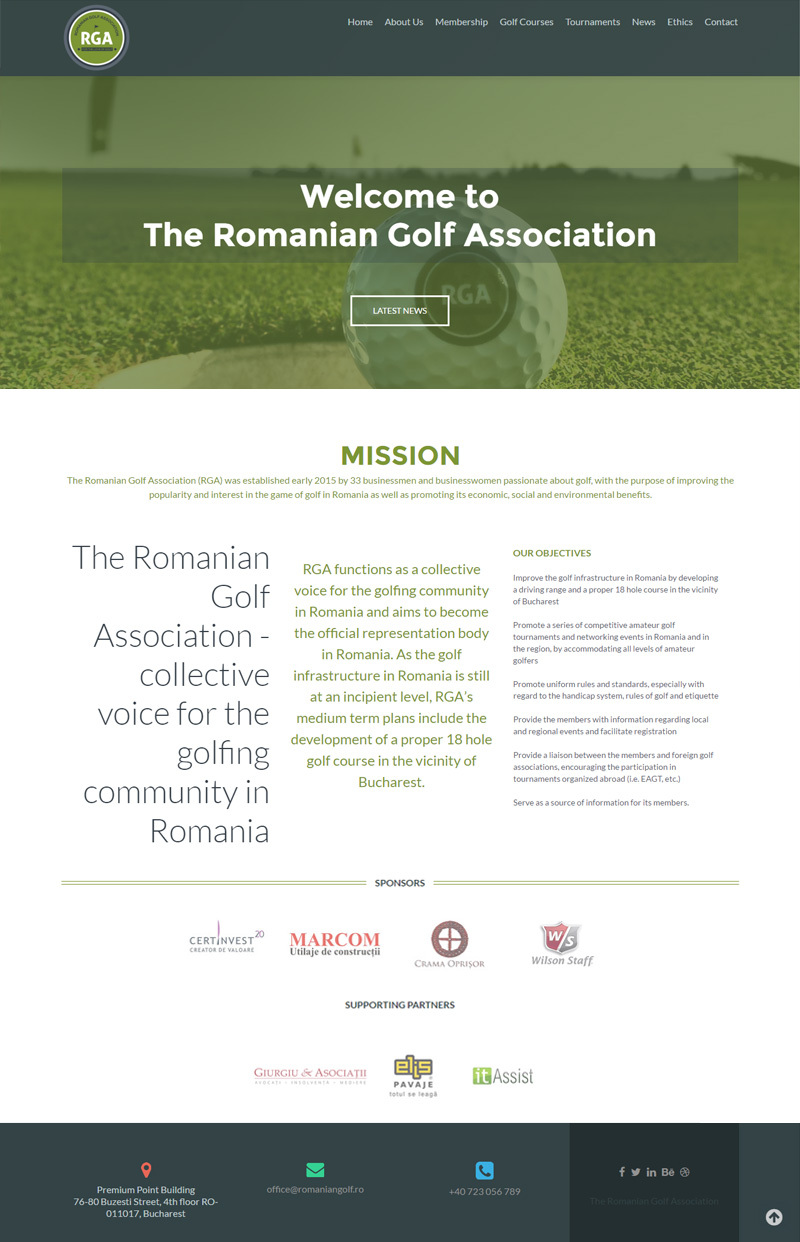 ROMANIAN GOLF ASSOCIATION
RGA
Home About Us Membership Golf Courses Tournaments News Ethics Contact
Welcome to
The Romanian Golf Association
RGA
LATEST NEWS
MISSION
The Romanian Golf Association (RGA) was established early 2015 by 33 businessmen and businesswomen passionate about golf, with the purpose of improving the
popularity and interest in the game of golf in Romania as well as promoting its economic, social and environmental benefits.
The Romanian
Golf
Association -
collective
voice for the
golfing
community in
Romania
RGA functions as a collective
voice for the golfing community
in Romania and aims to become
the official representation body
in Romania. As the golf
infrastructure in Romania is still
at an incipient level, RGA's
medium term plans include the
development of a proper 18 hole
golf course in the vicinity of
Bucharest.
OUR OBJECTIVES
Improve the golf infrastructure in Romania by developing
a driving range and a proper 18 hole course in the vicinity
of Bucharest
Promote a series of competitive amateur golf
tournaments and networking events in Romania and in
the region, by accommodating all levels of amateur
golfers
Promote uniform rules and standards, especially with
regard to the handicap system, rules of golf and etiquette
Provide the members with information regarding local
and regional events and facilitate registration
Provide a liaison between the members and foreign golf
associations, encouraging the participation in
tournaments organized abroad (i.e. EAGT, etc.)
Serve as a source of information for its members.
SPONSORS
CERTINVEST 20
CREATOR DE VALOARE
MARCOM
Utilaje de construcții
CRAMA OPRIȘOR
W/S
Wilson Staff
SUPPORTING PARTNERS
GIURGIU & ASOCIAȚII
AVOCAȚI • INSOLVENȚĂ • MEDIERE
elis
PAVAJE
totul se leagă
itAssist
Premium Point Building
76-80 Buzesti Street, 4th floor RO-
011017, Bucharest
office@romaniangolf.ro
+40 723 056 789
Bē
The Romanian Golf Association